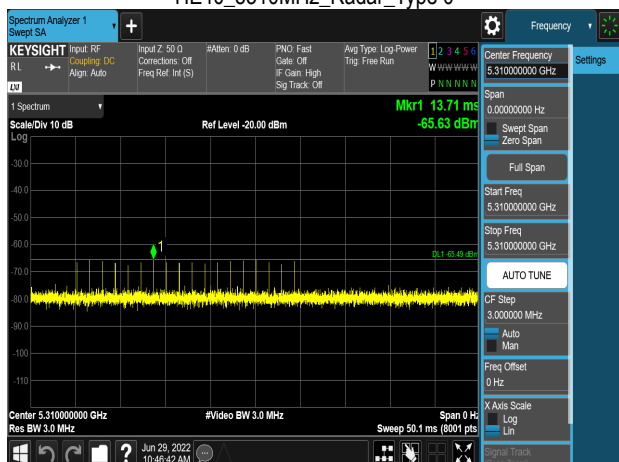 HE40_5310MHz_Radar_Type 0
Spectrum Analyzer 1
Swept SA
Frequency
KEYSIGHT
Input: RF
Input Z: 50 Ω
#Atten: 0 dB
PNO: Fast
Avg Type: Log-Power
1 2 3 4 5 6
RL
Coupling: DC
Corrections: Off
Gate: Off
Trig: Free Run
Align: Auto
Freq Ref: Int (S)
IF Gain: High
W W W W W W
Sig Track: Off
P N N N N N
LXI
Center Frequency
5.310000000 GHz
Settings
Span
0.00000000 Hz
Swept Span
Zero Span
Full Span
Start Freq
5.310000000 GHz
Stop Freq
5.310000000 GHz
AUTO TUNE
CF Step
3.000000 MHz
Auto
Man
Freq Offset
0 Hz
X Axis Scale
Log
Lin
Signal Track
1 Spectrum
Mkr1 13.71 ms
Scale/Div 10 dB
Ref Level -20.00 dBm
-65.63 dBm
Log
-30.0
-40.0
-50.0
-60.0
1
DL1 -65.49 dBm
-70.0
-80.0
-90.0
-100
-110
Center 5.310000000 GHz
#Video BW 3.0 MHz
Span 0 Hz
Res BW 3.0 MHz
Sweep 50.1 ms (8001 pts)
?
Jun 29, 2022
10:46:42 AM